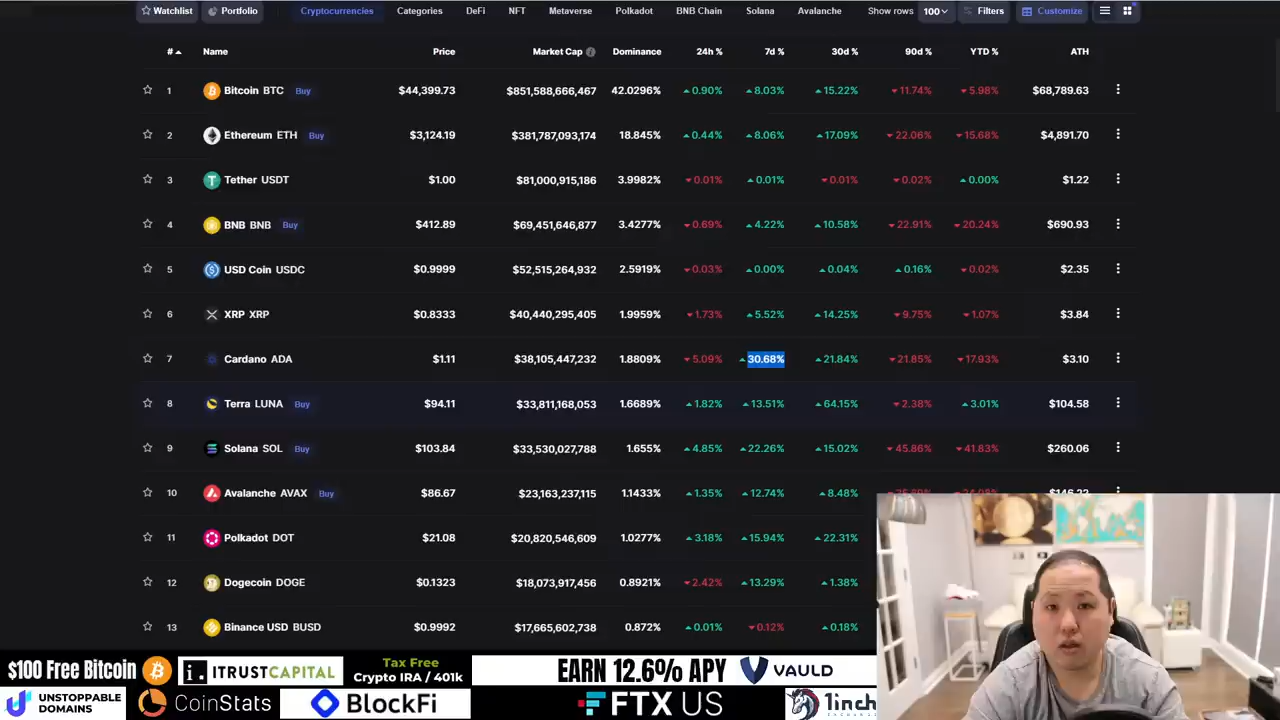 Watchlist Portfolio Cryptocurrencies Categories DeFi NFT Metaverse Polkadot BNB Chain Solana Avalanche Show rows 100 Filters Customize
# Name Price Market Cap Dominance 24h % 7d % 30d % 90d % YTD % ATH
1 Bitcoin BTC Buy $44,399.73 $851,588,666,467 42.0296% 0.90% 8.03% 15.22% 11.74% 5.98% $68,789.63
2 Ethereum ETH Buy $3,124.19 $381,787,093,174 18.845% 0.44% 8.06% 17.09% 22.06% 15.68% $4,891.70
3 Tether USDT $1.00 $81,000,915,186 3.9982% 0.01% 0.01% 0.01% 0.02% 0.00% $1.22
4 BNB BNB Buy $412.89 $69,451,646,877 3.4277% 0.69% 4.22% 10.58% 22.91% 20.24% $690.93
5 USD Coin USDC $0.9999 $52,515,264,932 2.5919% 0.03% 0.00% 0.04% 0.16% 0.02% $2.35
6 XRP XRP $0.8333 $40,440,295,405 1.9959% 1.73% 5.52% 14.25% 9.75% 1.07% $3.84
7 Cardano ADA $1.11 $38,105,447,232 1.8809% 5.09% 30.68% 21.84% 21.85% 17.93% $3.10
8 Terra LUNA Buy $94.11 $33,811,168,053 1.6689% 1.82% 13.51% 64.15% 2.38% 3.01% $104.58
9 Solana SOL Buy $103.84 $33,530,027,788 1.655% 4.85% 22.26% 15.02% 45.86% 41.83% $260.06
10 Avalanche AVAX Buy $86.67 $23,163,237,115 1.1433% 1.35% 12.74% 8.48%
11 Polkadot DOT $21.08 $20,820,546,609 1.0277% 3.18% 15.94% 22.31%
12 Dogecoin DOGE $0.1323 $18,073,917,456 0.8921% 2.42% 13.29% 1.38%
13 Binance USD BUSD $0.9992 $17,665,602,738 0.872% 0.01% 0.12% 0.18%
$100 Free Bitcoin iTRUSTCAPITAL Tax Free
Crypto IRA / 401k
EARN 12.6% APY VAULD
UNSTOPPABLE
DOMAINS
CoinStats BlockFi FTX US 1inch